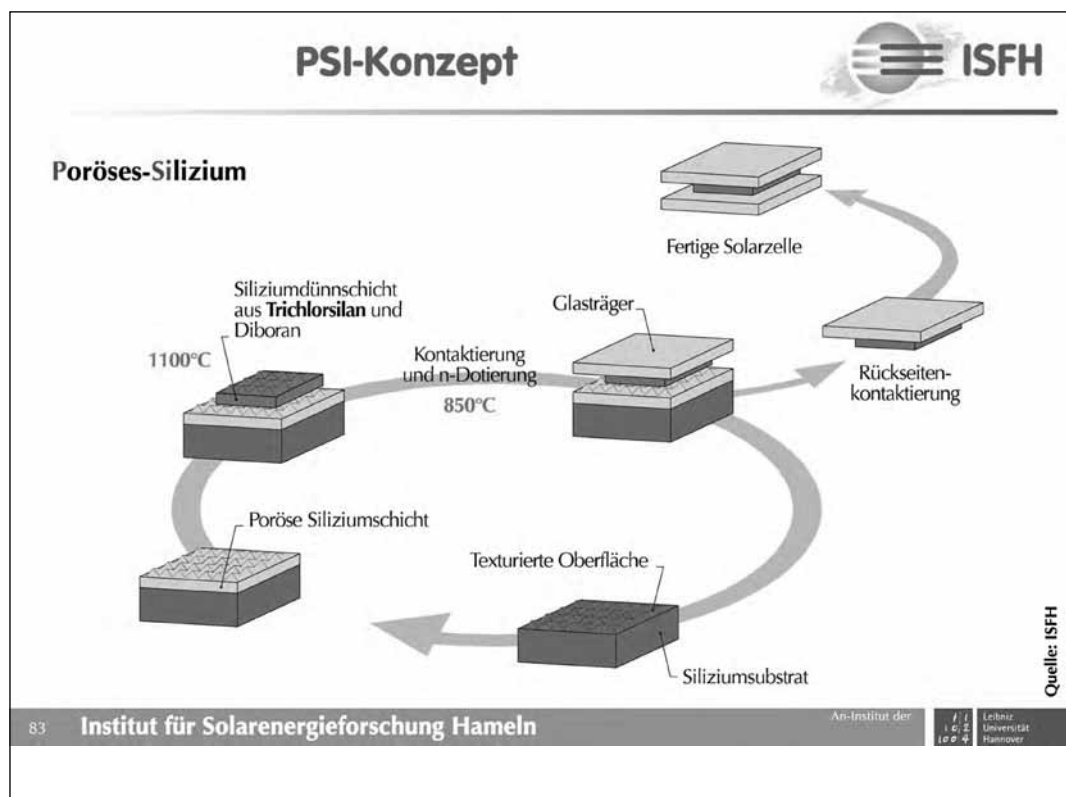 PSI-Konzept
ISFH
Poröses-Silizium
Fertige Solarzelle
Siliziumdünnschicht
aus Trichlorsilan und
Diboran
1100°C
Kontaktierung
und n-Dotierung
850°C
Glasträger
Rückseiten-
kontaktierung
Poröse Siliziumschicht
Texturierte Oberfläche
Siliziumsubstrat
Quelle: ISFH
83 Institut für Solarenergieforschung Hameln
An-Institut der
Leibniz
Universität
Hannover